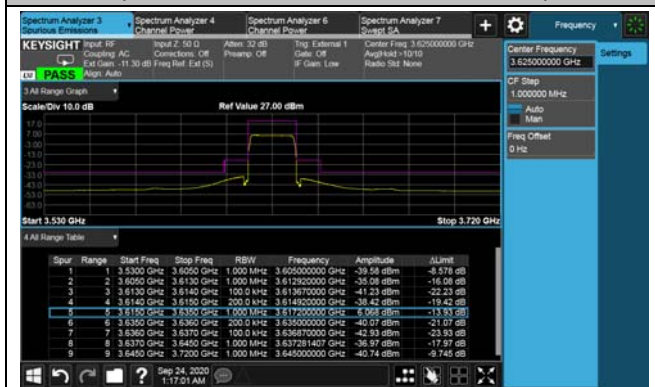 Spectrum Analyzer 3
Spurious Emissions
Spectrum Analyzer 4
Channel Power
Spectrum Analyzer 6
Channel Power
Spectrum Analyzer 7
Swept SA
Frequency
KEYSIGHT Input: RF
Coupling: AC
Ext Gain: -11.30 dB
Align: Auto
Input Z: 50 Ω
Corrections: Off
Freq Ref: Ext (S)
Atten: 32 dB
Preamp: Off
Trig: External 1
Gate: Off
IF Gain: Low
Center Freq: 3.625000000 GHz
Avg|Hold:>10/10
Radio Std: None
PASS
Center Frequency
3.625000000 GHz
Settings
CF Step
1.000000 MHz
Auto
Man
Freq Offset
0 Hz
3 All Range Graph
Scale/Div 10.0 dB
Ref Value 27.00 dBm
17.0
7.00
-3.00
-13.0
-23.0
-33.0
-43.0
-53.0
-63.0
Start 3.530 GHz
Stop 3.720 GHz
4 All Range Table
Spur Range Start Freq Stop Freq RBW Frequency Amplitude ΔLimit
1 1 3.5300 GHz 3.6050 GHz 1.000 MHz 3.605000000 GHz -39.58 dBm -8.578 dB
2 2 3.6050 GHz 3.6130 GHz 1.000 MHz 3.612920000 GHz -35.08 dBm -16.08 dB
3 3 3.6130 GHz 3.6140 GHz 100.0 kHz 3.613670000 GHz -41.23 dBm -22.23 dB
4 4 3.6140 GHz 3.6150 GHz 200.0 kHz 3.614920000 GHz -38.42 dBm -19.42 dB
5 5 3.6150 GHz 3.6350 GHz 1.000 MHz 3.617200000 GHz 6.068 dBm -13.93 dB
6 6 3.6350 GHz 3.6360 GHz 200.0 kHz 3.635000000 GHz -40.07 dBm -21.07 dB
7 7 3.6360 GHz 3.6370 GHz 100.0 kHz 3.636870000 GHz -42.93 dBm -23.93 dB
8 8 3.6370 GHz 3.6450 GHz 1.000 MHz 3.637281407 GHz -36.97 dBm -17.97 dB
9 9 3.6450 GHz 3.7200 GHz 1.000 MHz 3.645000000 GHz -40.74 dBm -9.745 dB
Sep 24, 2020
1:17:01 AM